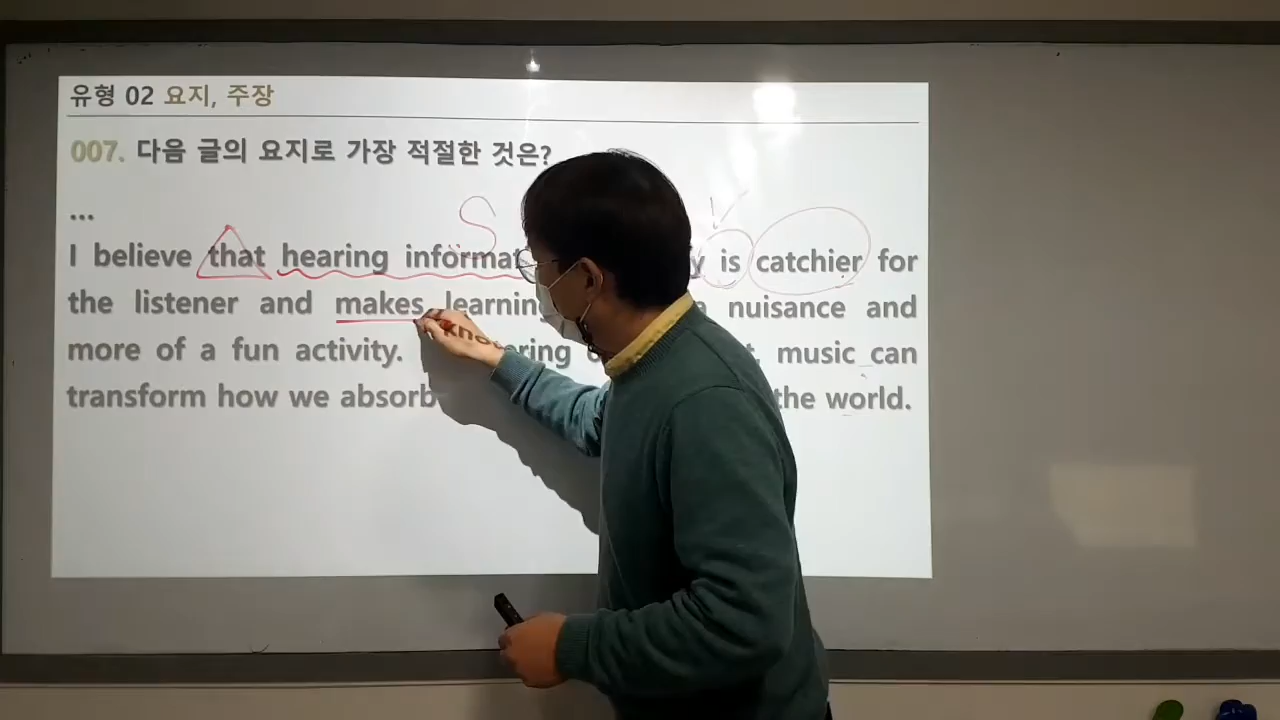 유형 02 요지, 주장
007. 다음 글의 요지로 가장 적절한 것은?
...
S V
I believe that hearing is catchier for
the listener and makes learning nuisance and
more of a fun activity. music can
transform how we absorb the world.